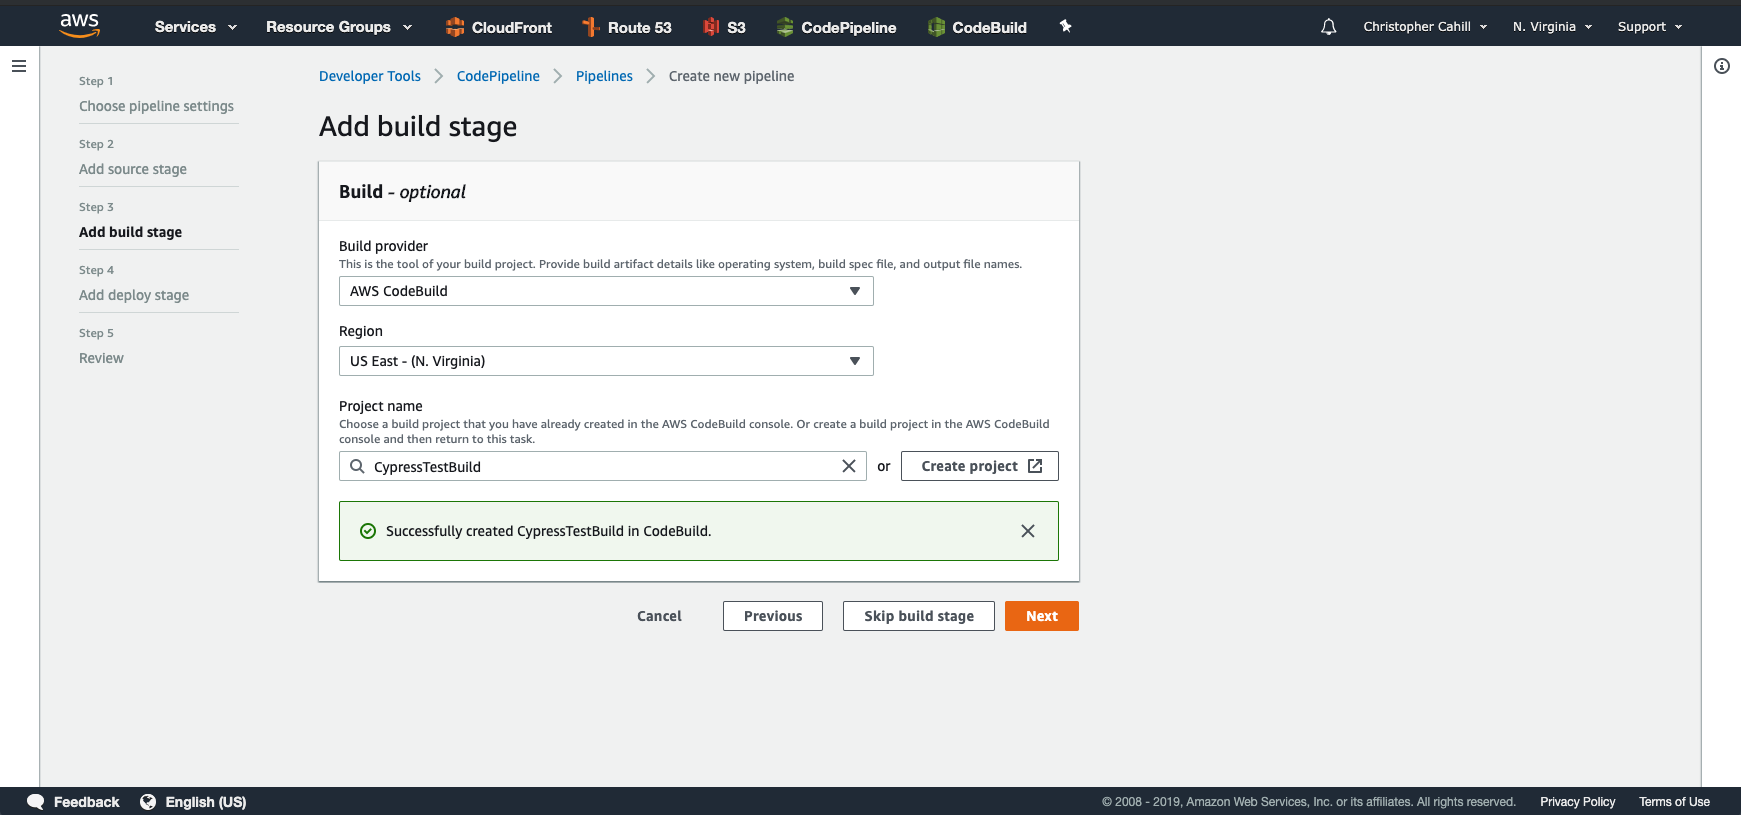 aws Services Resource Groups CloudFront Route 53 S3 CodePipeline CodeBuild Christopher Cahill N. Virginia Support
Developer Tools CodePipeline Pipelines Create new pipeline
Step 1
Choose pipeline settings
Step 2
Add source stage
Step 3
Add build stage
Step 4
Add deploy stage
Step 5
Review
Add build stage
Build - optional
Build provider
This is the tool of your build project. Provide build artifact details like operating system, build spec file, and output file names.
AWS CodeBuild
Region
US East - (N. Virginia)
Project name
Choose a build project that you have already created in the AWS CodeBuild console. Or create a build project in the AWS CodeBuild
console and then return to this task.
CypressTestBuild or Create project
Successfully created CypressTestBuild in CodeBuild.
Cancel Previous Skip build stage Next
Feedback English (US) © 2008 - 2019, Amazon Web Services, Inc. or its affiliates. All rights reserved. Privacy Policy Terms of Use